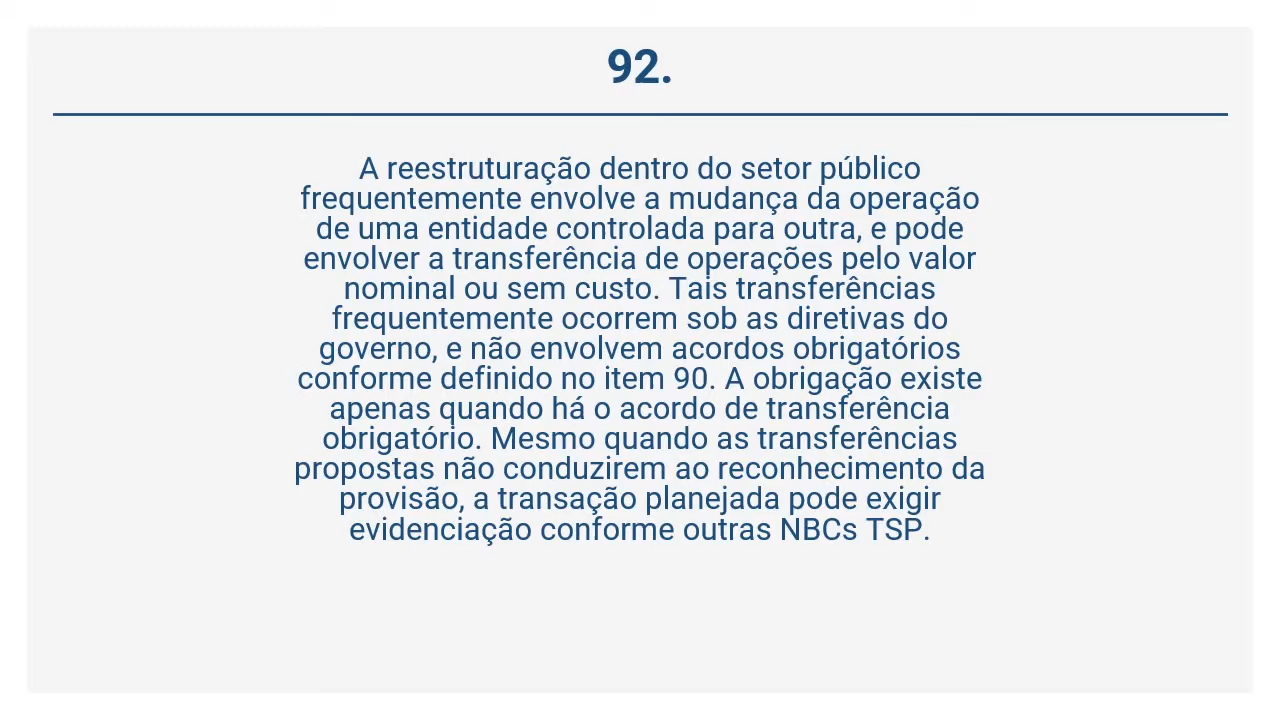 92.
A reestruturação dentro do setor público
frequentemente envolve a mudança da operação
de uma entidade controlada para outra, e pode
envolver a transferência de operações pelo valor
nominal ou sem custo. Tais transferências
frequentemente ocorrem sob as diretivas do
governo, e não envolvem acordos obrigatórios
conforme definido no item 90. A obrigação existe
apenas quando há o acordo de transferência
obrigatório. Mesmo quando as transferências
propostas não conduzirem ao reconhecimento da
provisão, a transação planejada pode exigir
evidenciação conforme outras NBCs TSP.